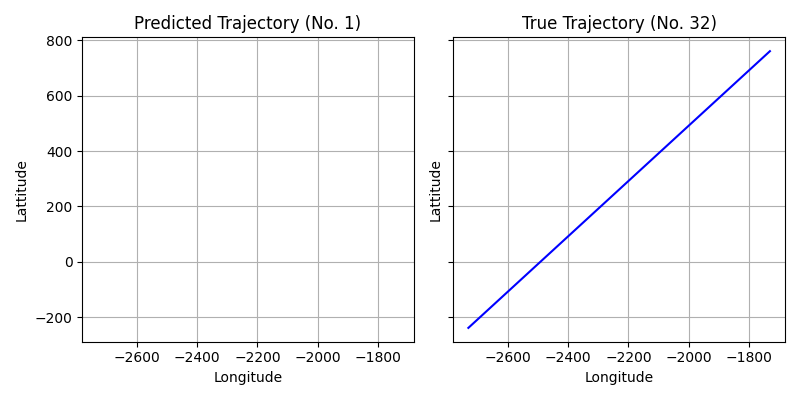 Predicted Trajectory (No. 1)
800
600
400
200
0
−200
Lattitude
−2600 −2400 −2200 −2000 −1800
Longitude
True Trajectory (No. 32)
Lattitude
−2600 −2400 −2200 −2000 −1800
Longitude